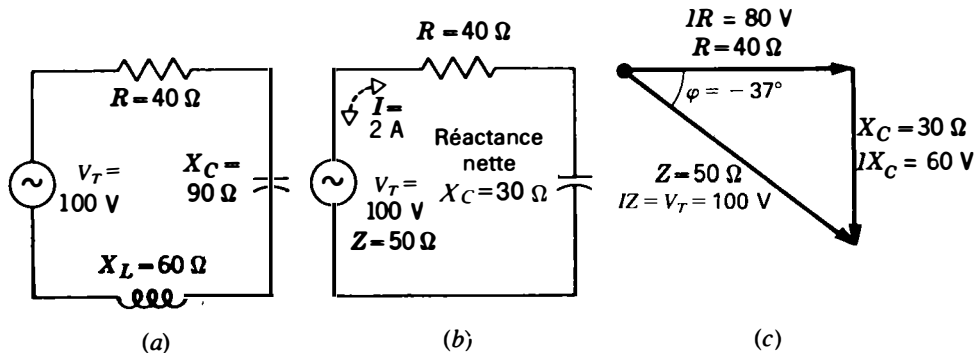 R = 40 Ω
V_T =
100 V
X_C =
90 Ω
X_L = 60 Ω
(a)
R = 40 Ω
I =
2 A
Réactance
nette
X_C = 30 Ω
V_T =
100 V
Z = 50 Ω
(b)
IR = 80 V
R = 40 Ω
φ = − 37°
X_C = 30 Ω
IX_C = 60 V
Z = 50 Ω
IZ = V_T = 100 V
(c)